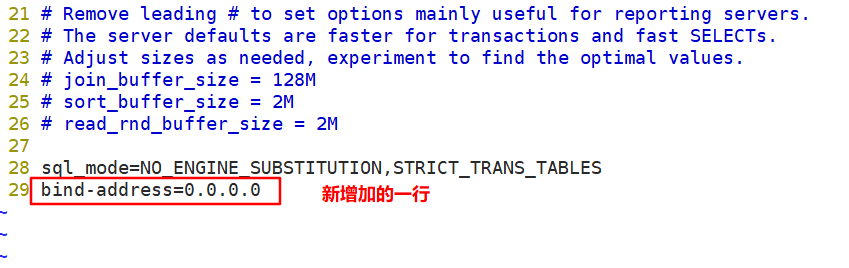 21 # Remove leading # to set options mainly useful for reporting servers.
22 # The server defaults are faster for transactions and fast SELECTs.
23 # Adjust sizes as needed, experiment to find the optimal values.
24 # join_buffer_size = 128M
25 # sort_buffer_size = 2M
26 # read_rnd_buffer_size = 2M
27
28 sql_mode=NO_ENGINE_SUBSTITUTION,STRICT_TRANS_TABLES
29 bind-address=0.0.0.0 新增加的一行
~
~
~